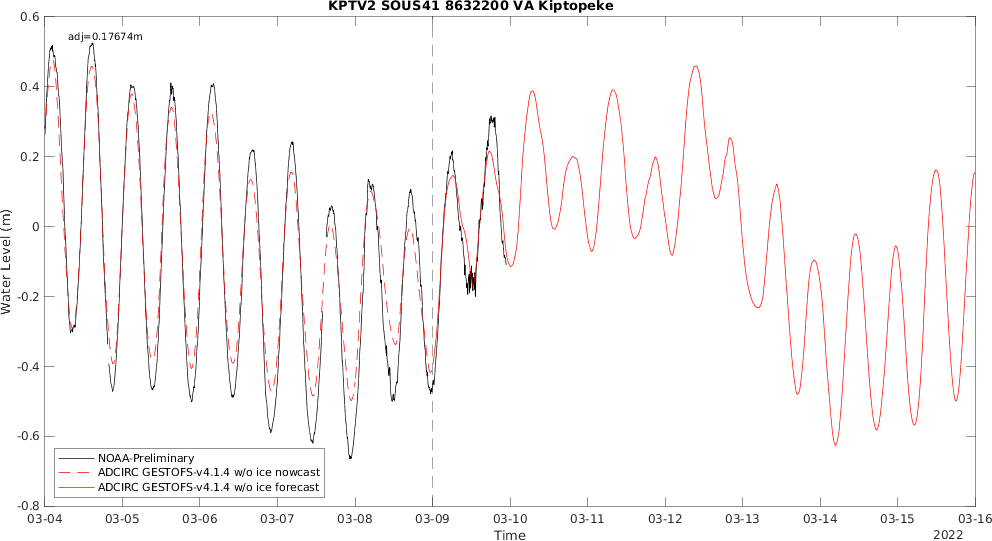 KPTV2 SOUS41 8632200 VA Kiptopeke
adj=0.17674m
0.6
0.4
0.2
0
-0.2
-0.4
-0.6
-0.8
Water Level (m)
NOAA-Preliminary
ADCIRC GESTOFS-v4.1.4 w/o ice nowcast
ADCIRC GESTOFS-v4.1.4 w/o ice forecast
03-04 03-05 03-06 03-07 03-08 03-09 03-10 03-11 03-12 03-13 03-14 03-15 03-16
Time
2022